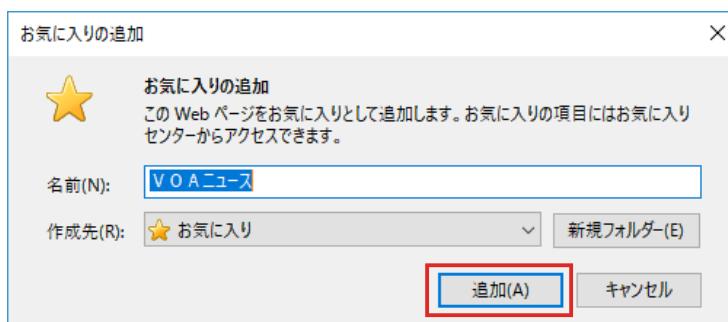 お気に入りの追加
お気に入りの追加
この Web ページをお気に入りとして追加します。お気に入りの項目にはお気に入り
センターからアクセスできます。
名前(N): ＶＯＡニュース
作成先(R): お気に入り 新規フォルダー(E)
追加(A) キャンセル